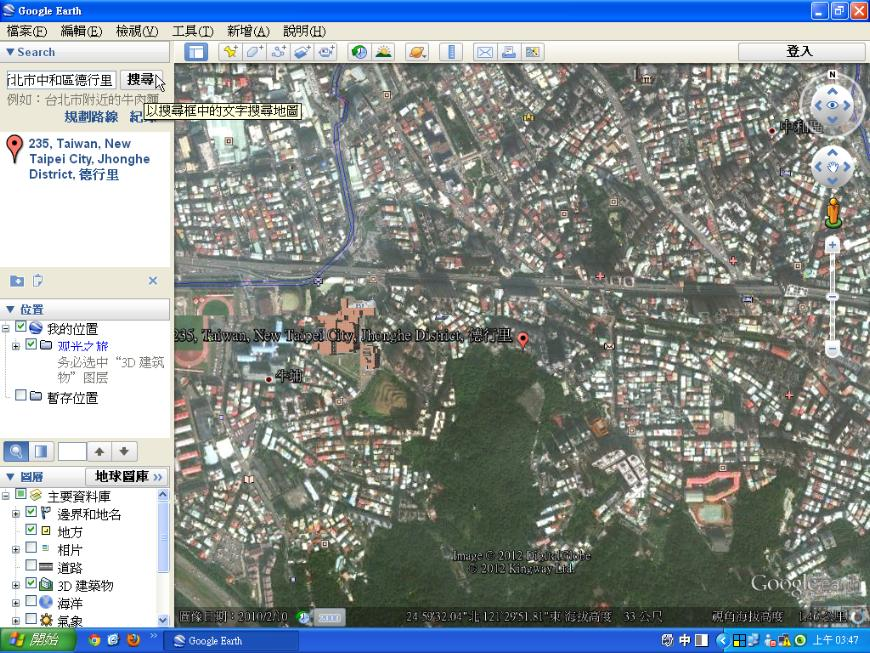 Google Earth
檔案(F) 編輯(E) 檢視(V) 工具(T) 新增(A) 說明(H)
Search
登入
北市中和區德行里 搜尋
例如：台北市附近的牛肉麵
以搜尋框中的文字搜尋地圖
規劃路線
235, Taiwan, New
Taipei City, Jhonghe
District, 德行里
N
中和區
235, Taiwan, New Taipei City, Jhonghe District, 德行里
牛埔
位置
我的位置
观光之旅
务必选中“3D 建筑
物”图层
暫存位置
圖層
地球圖庫 >>
主要資料庫
邊界和地名
地方
相片
道路
3D 建築物
海洋
氣象
Image © 2012 DigitalGlobe
© 2012 Kingway Ltd
Google earth
圖像日期：2010/2/10
24°59'32.04"北 121°29'51.81"東 海拔高度 33 公尺
視角海拔高度
開始
Google Earth
中
上午 03:47